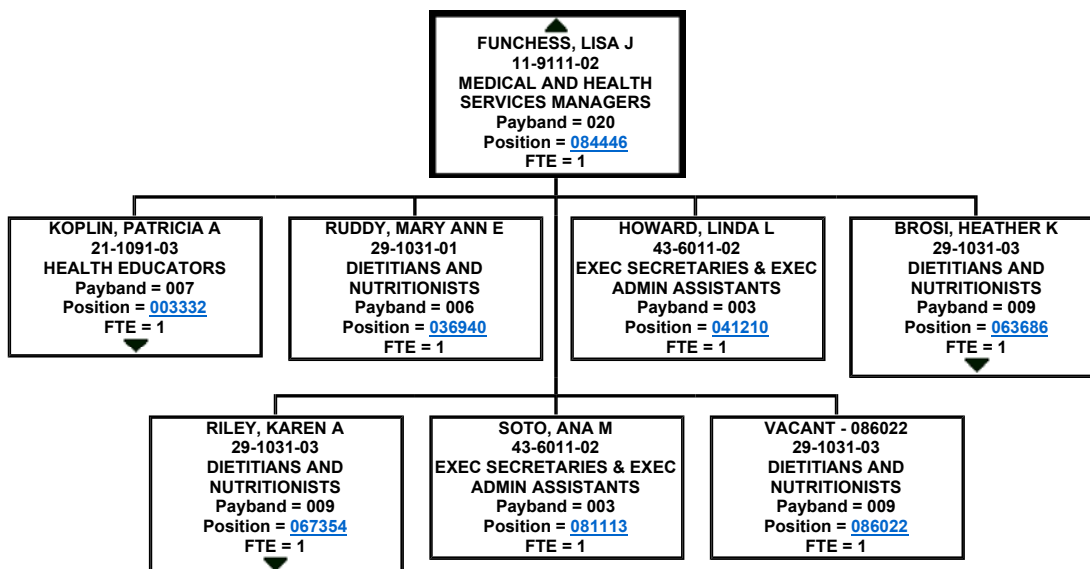 FUNCHESS, LISA J
11-9111-02
MEDICAL AND HEALTH
SERVICES MANAGERS
Payband = 020
Position = 084446
FTE = 1
KOPLIN, PATRICIA A
21-1091-03
HEALTH EDUCATORS
Payband = 007
Position = 003332
FTE = 1
RUDDY, MARY ANN E
29-1031-01
DIETITIANS AND
NUTRITIONISTS
Payband = 006
Position = 036940
FTE = 1
HOWARD, LINDA L
43-6011-02
EXEC SECRETARIES & EXEC
ADMIN ASSISTANTS
Payband = 003
Position = 041210
FTE = 1
BROSI, HEATHER K
29-1031-03
DIETITIANS AND
NUTRITIONISTS
Payband = 009
Position = 063686
FTE = 1
RILEY, KAREN A
29-1031-03
DIETITIANS AND
NUTRITIONISTS
Payband = 009
Position = 067354
FTE = 1
SOTO, ANA M
43-6011-02
EXEC SECRETARIES & EXEC
ADMIN ASSISTANTS
Payband = 003
Position = 081113
FTE = 1
VACANT - 086022
29-1031-03
DIETITIANS AND
NUTRITIONISTS
Payband = 009
Position = 086022
FTE = 1